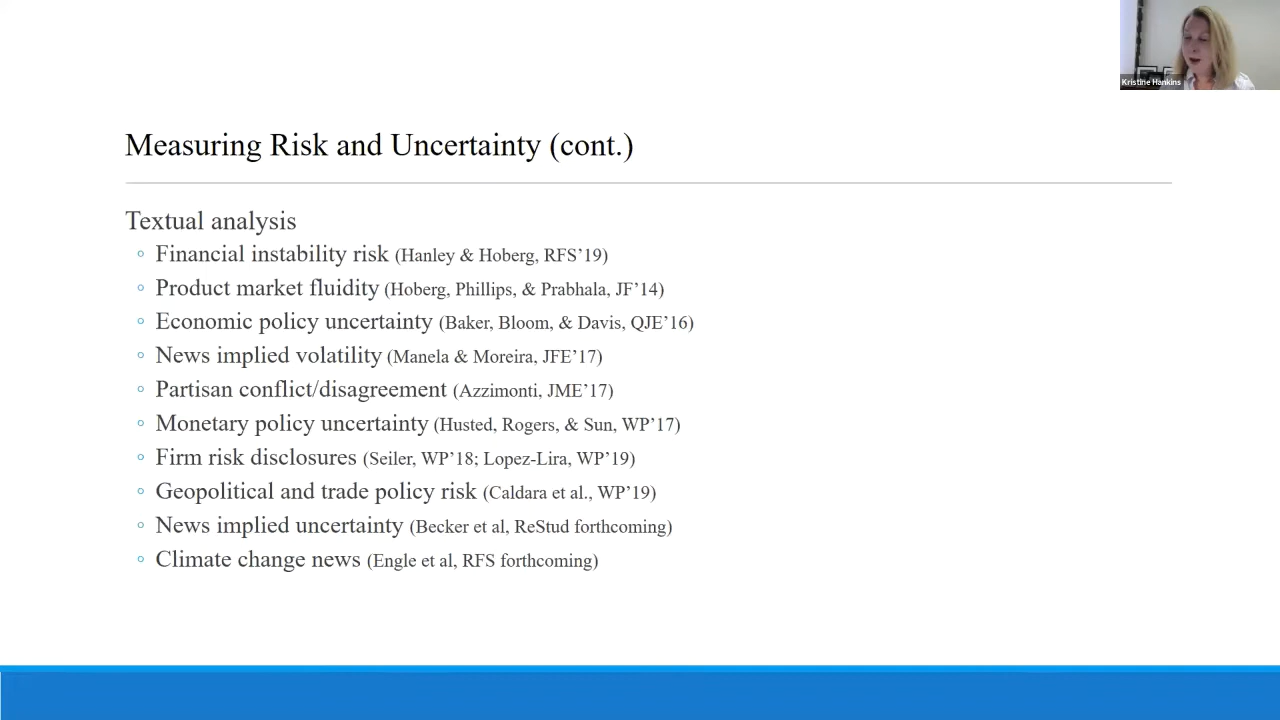 Kristine Hankins
Measuring Risk and Uncertainty (cont.)
Textual analysis
◦ Financial instability risk (Hanley & Hoberg, RFS’19)
◦ Product market fluidity (Hoberg, Phillips, & Prabhala, JF’14)
◦ Economic policy uncertainty (Baker, Bloom, & Davis, QJE’16)
◦ News implied volatility (Manela & Moreira, JFE’17)
◦ Partisan conflict/disagreement (Azzimonti, JME’17)
◦ Monetary policy uncertainty (Husted, Rogers, & Sun, WP’17)
◦ Firm risk disclosures (Seiler, WP’18; Lopez-Lira, WP’19)
◦ Geopolitical and trade policy risk (Caldara et al., WP’19)
◦ News implied uncertainty (Becker et al, ReStud forthcoming)
◦ Climate change news (Engle et al, RFS forthcoming)